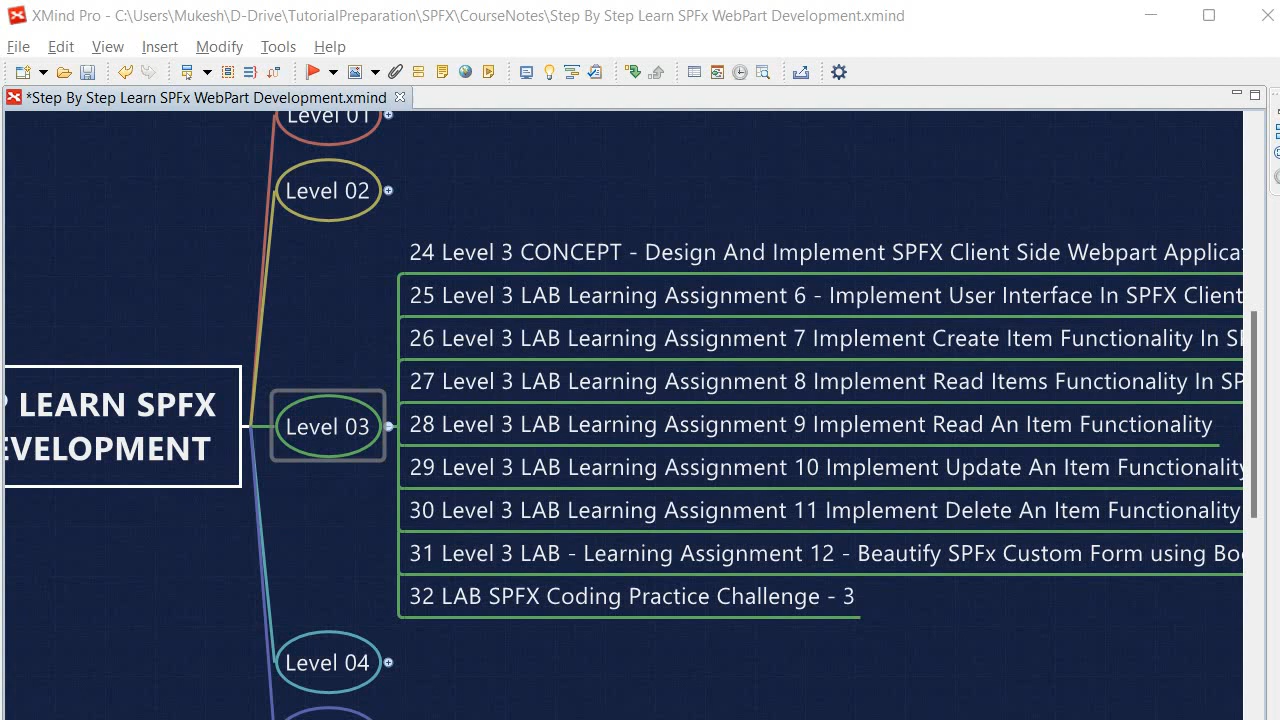 XMind Pro - C:\Users\Mukesh\D-Drive\TutorialPreparation\SPFx\CourseNotes\Step By Step Learn SPFx WebPart Development.xmind
File Edit View Insert Modify Tools Help
*Step By Step Learn SPFx WebPart Development.xmind
Level 01
Level 02
24 Level 3 CONCEPT - Design And Implement SPFX Client Side Webpart
25 Level 3 LAB Learning Assignment 6 - Implement User Interface In SPFX Client
26 Level 3 LAB Learning Assignment 7 Implement Create Item Functionality In
27 Level 3 LAB Learning Assignment 8 Implement Read Items Functionality In
LEARN SPFX
Level 03
28 Level 3 LAB Learning Assignment 9 Implement Read An Item Functionality
EVELOPMENT
29 Level 3 LAB Learning Assignment 10 Implement Update An Item Functionality
30 Level 3 LAB Learning Assignment 11 Implement Delete An Item Functionality
31 Level 3 LAB - Learning Assignment 12 - Beautify SPFx Custom Form using
32 LAB SPFX Coding Practice Challenge - 3
Level 04